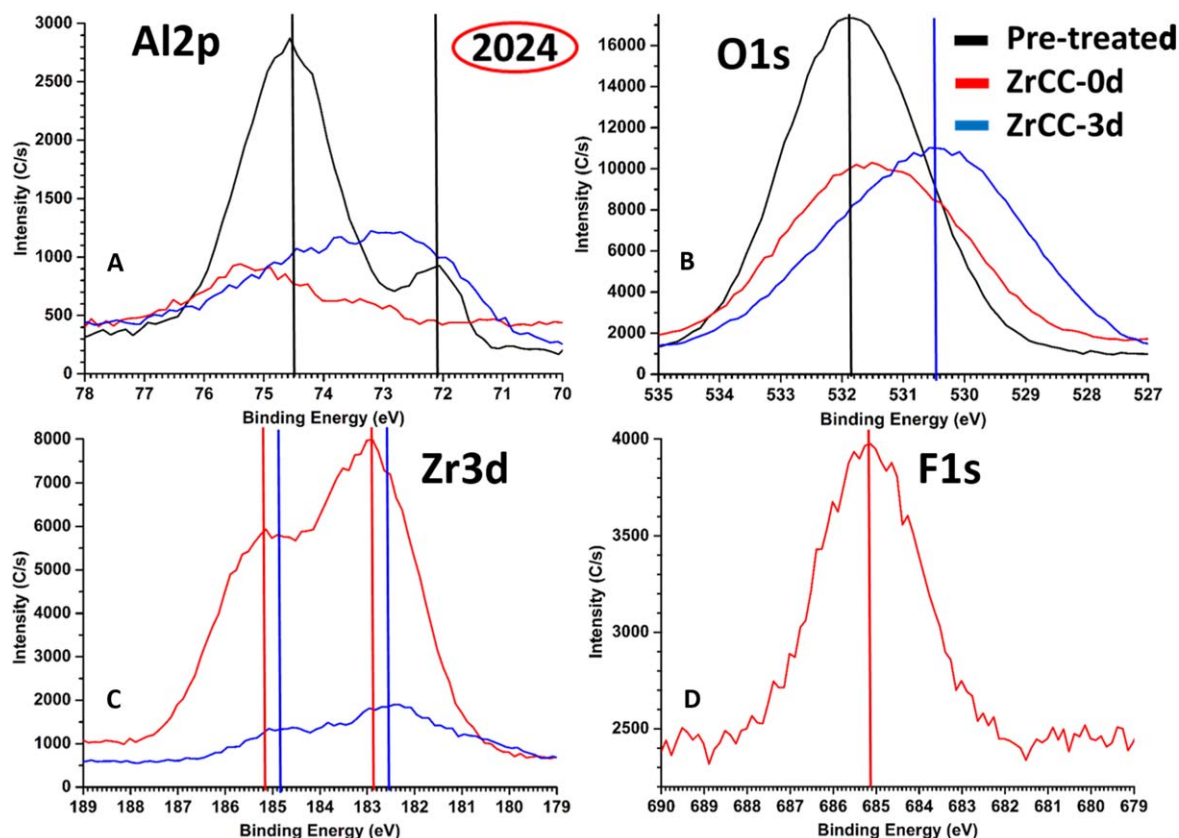 Al2p
2024
Intensity (C/s)
3000
2500
2000
1500
1000
500
0
A
78 77 76 75 74 73 72 71 70
Binding Energy (eV)
O1s
Pre-treated
ZrCC-0d
ZrCC-3d
Intensity (C/s)
16000
14000
12000
10000
8000
6000
4000
2000
0
B
535 534 533 532 531 530 529 528 527
Binding Energy (eV)
Zr3d
Intensity (C/s)
8000
7000
6000
5000
4000
3000
2000
1000
0
C
189 188 187 186 185 184 183 182 181 180 179
Binding Energy (eV)
F1s
Intensity (C/s)
4000
3500
3000
2500
D
690 689 688 687 686 685 684 683 682 681 680 679
Binding Energy (eV)